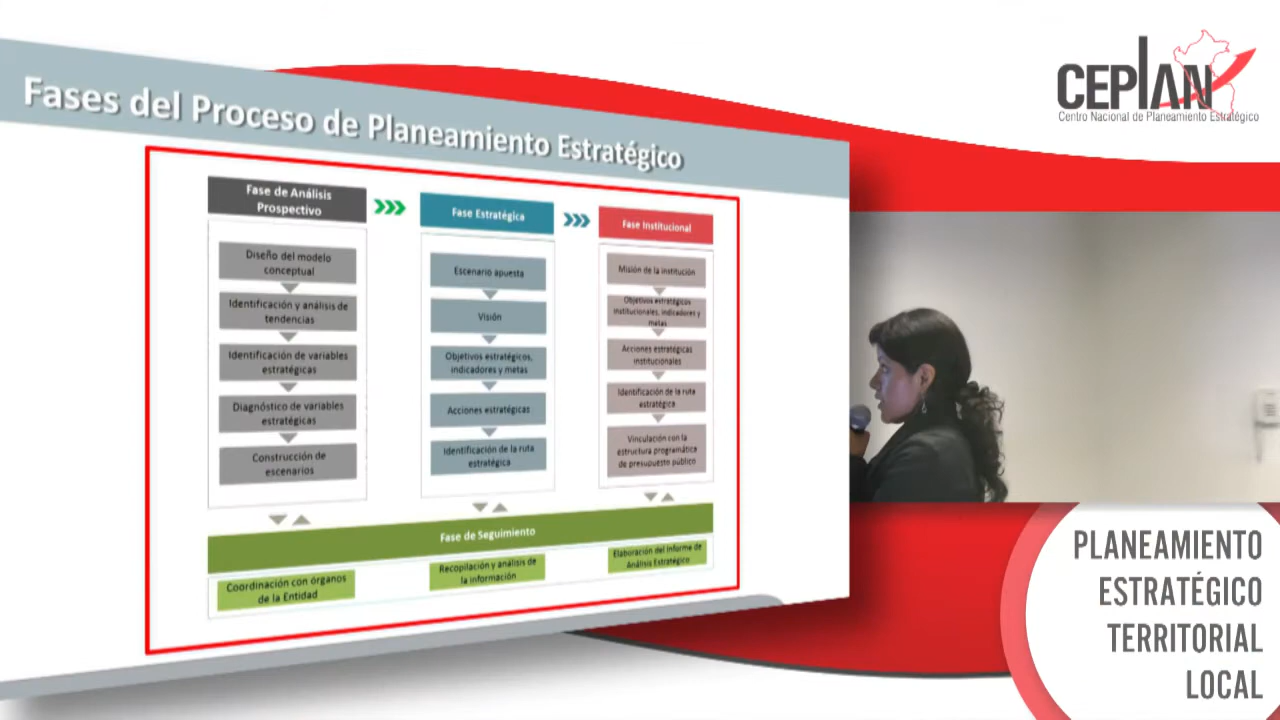 Fases del Proceso de Planeamiento Estratégico
CEPLAN
Centro Nacional de Planeamiento Estratégico
Fase de Análisis
Prospectivo
Diseño del modelo
conceptual
Identificación y análisis de
tendencias
Identificación de variables
estratégicas
Diagnóstico de variables
estratégicas
Construcción de
escenarios
Fase Estratégica
Escenario apuesta
Visión
Objetivos estratégicos,
indicadores y metas
Acciones estratégicas
Identificación de la ruta
estratégica
Fase Institucional
Misión de la institución
Objetivos estratégicos
institucionales, indicadores y
metas
Acciones estratégicas
institucionales
Identificación de la ruta
estratégica
Vinculación con la
estructura programática
de presupuesto público
Fase de Seguimiento
Coordinación con órganos
de la Entidad
Recopilación y análisis de
la información
Elaboración del Informe de
Análisis Estratégico
PLANEAMIENTO
ESTRATÉGICO
TERRITORIAL
LOCAL